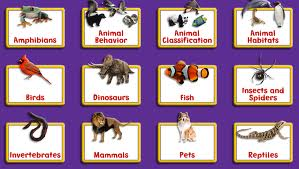 Amphibians
Animal
Behavior
Animal
Classification
Animal
Habitats
Birds
Dinosaurs
Fish
Insects and
Spiders
Invertebrates
Mammals
Pets
Reptiles